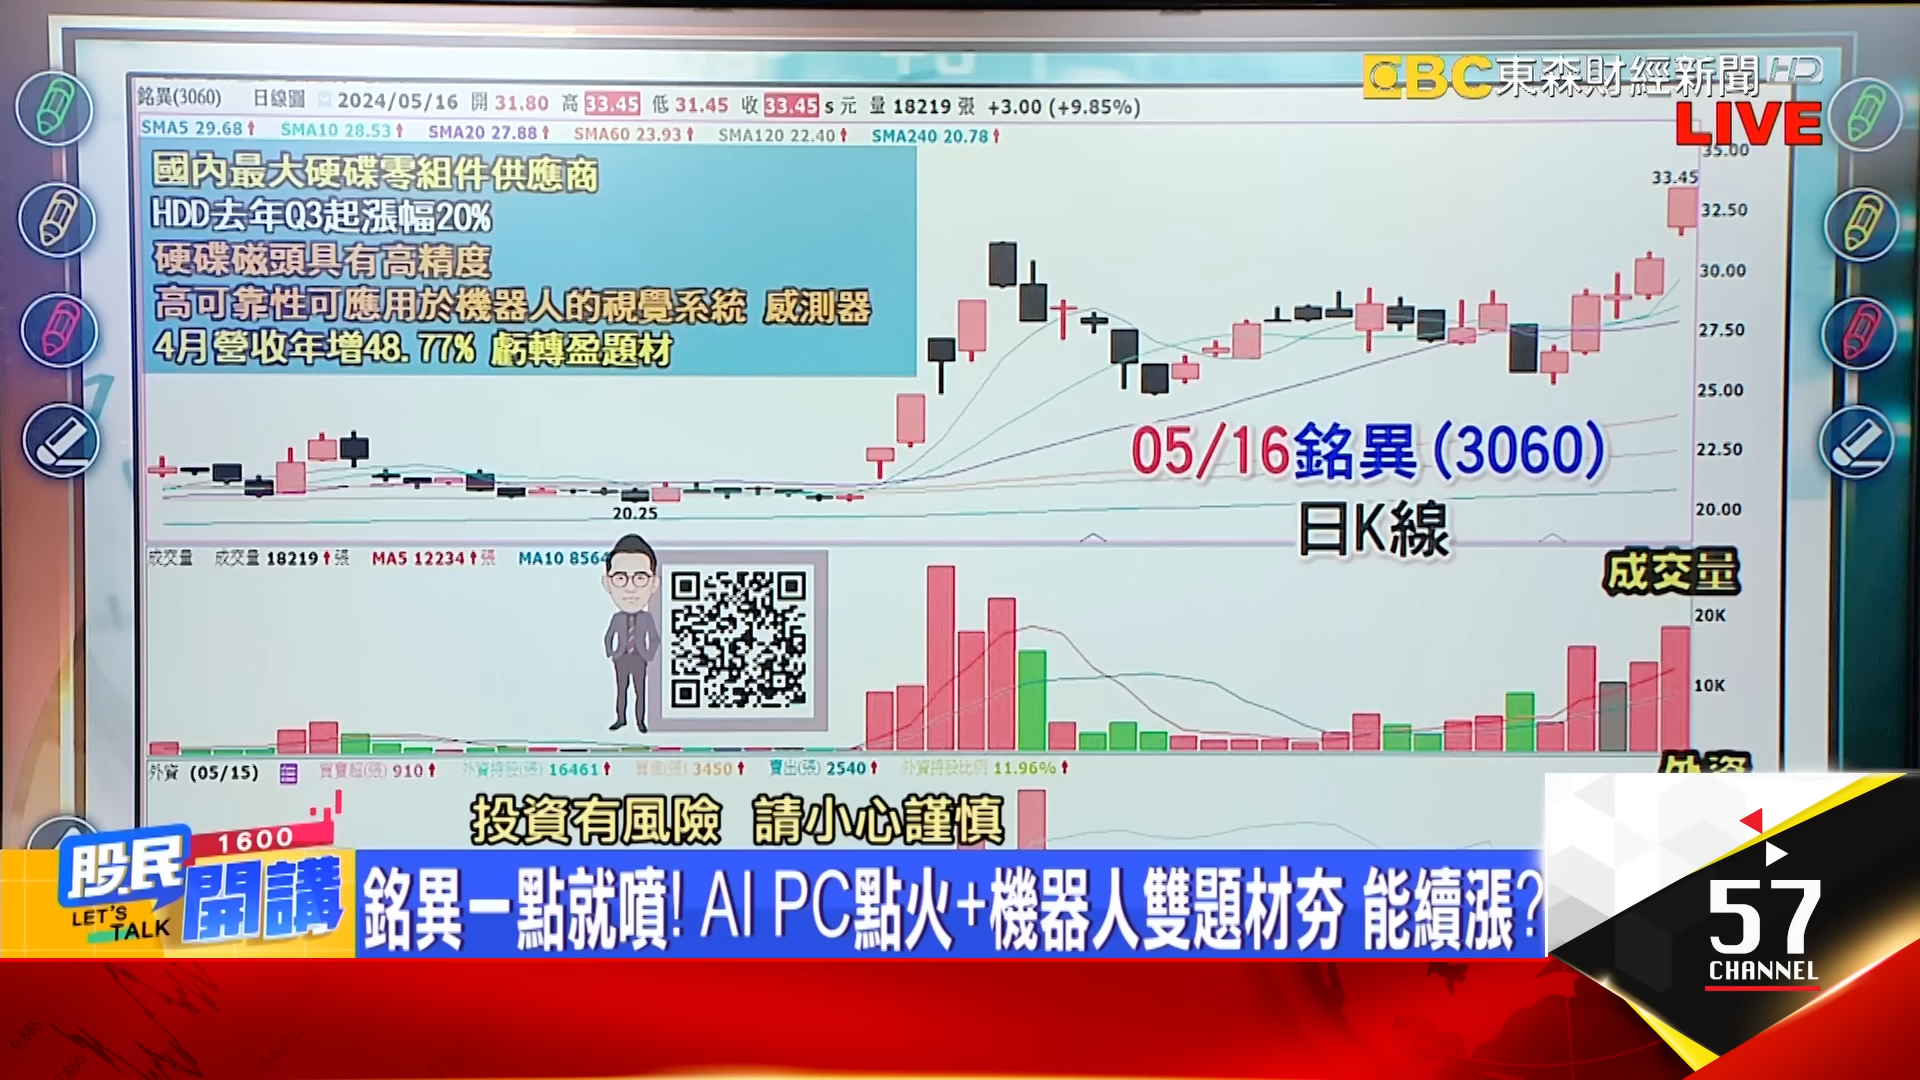 EBC東森財經新聞HD
LIVE
銘異(3060) 日線圖 2024/05/16 開 31.80 高 33.45 低 31.45 收 33.45 s 元 量 18219 張 +3.00 (+9.85%)
SMA5 29.68↑ SMA10 28.53↑ SMA20 27.88↑ SMA60 23.93↑ SMA120 22.40↑ SMA240 20.78↑
國內最大硬碟零組件供應商
HDD去年Q3起漲幅20%
硬碟磁頭具有高精度
高可靠性可應用於機器人的視覺系統 感測器
4月營收年增48.77% 虧轉盈題材
35.00
33.45
32.50
30.00
27.50
25.00
22.50
20.00
20.25
05/16銘異(3060)
日K線
成交量 成交量 18219↑張 MA5 12234↑張 MA10 8564
成交量
20K
10K
外資 (05/15) 買賣超(張) 910↑ 外資持股(張) 16461↑ 買進(張) 3450↑ 賣出(張) 2540↑ 外資持股比例 11.96%↑
外資
投資有風險 請小心謹慎
1600
股民開講
LET'S TALK
銘異一點就噴! AI PC點火+機器人雙題材夯 能續漲?
57
CHANNEL